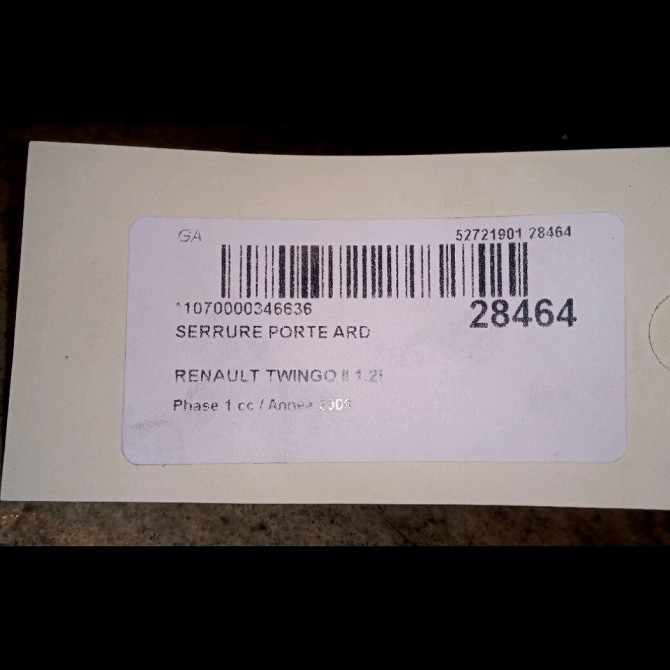 GA 52721901 28464
*1070000346636 28464
SERRURE PORTE ARD
RENAULT TWINGO II 1.2I
Phase 1 cc / Année